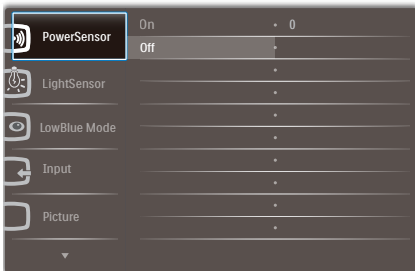 PowerSensor
On 0
Off
LightSensor
LowBlue Mode
Input
Picture